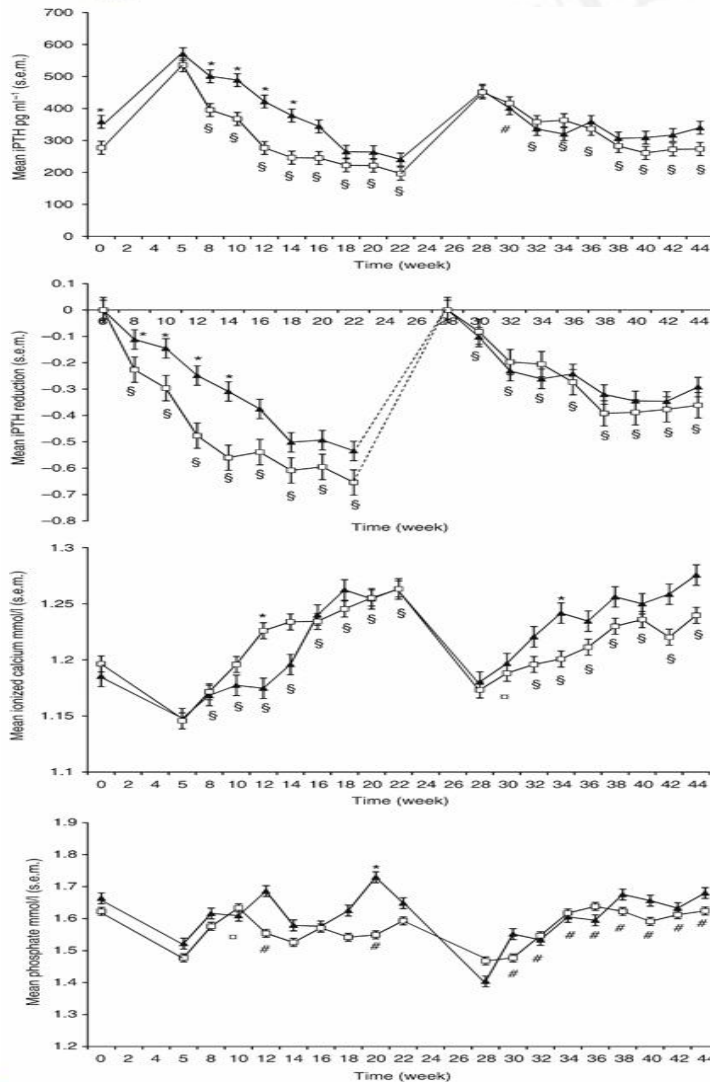 Mean iPTH pg ml⁻¹ (s.e.m.)
700
600
500
400
300
200
100
0
* * * * *
§ § § § § § § §
# § § § § § § §
0 2 4 6 8 10 12 14 16 18 20 22 24 26 28 30 32 34 36 38 40 42 44
Time (week)
Mean iPTH reduction (s.e.m.)
0.1
0
−0.1
−0.2
−0.3
−0.4
−0.5
−0.6
−0.7
−0.8
8 10 12 14 16 18 20 22 24 26 28 32 34 36 38 40 42 44
* * * *
§ § § § § § §
§ § § § § § § §
Time (week)
Mean ionized calcium mmol/l (s.e.m.)
1.3
1.25
1.2
1.15
1.1
* *
§ § § § § § § §
§ § § § § § §
0 2 4 6 8 10 12 14 16 18 20 22 24 26 28 30 32 34 36 38 40 42 44
Time (week)
Mean phosphate mmol/l (s.e.m.)
1.9
1.8
1.7
1.6
1.5
1.4
1.3
1.2
*
# # # # # # # # # #
0 2 4 6 8 10 12 14 16 18 20 22 24 26 28 30 32 34 36 38 40 42 44
Time (week)